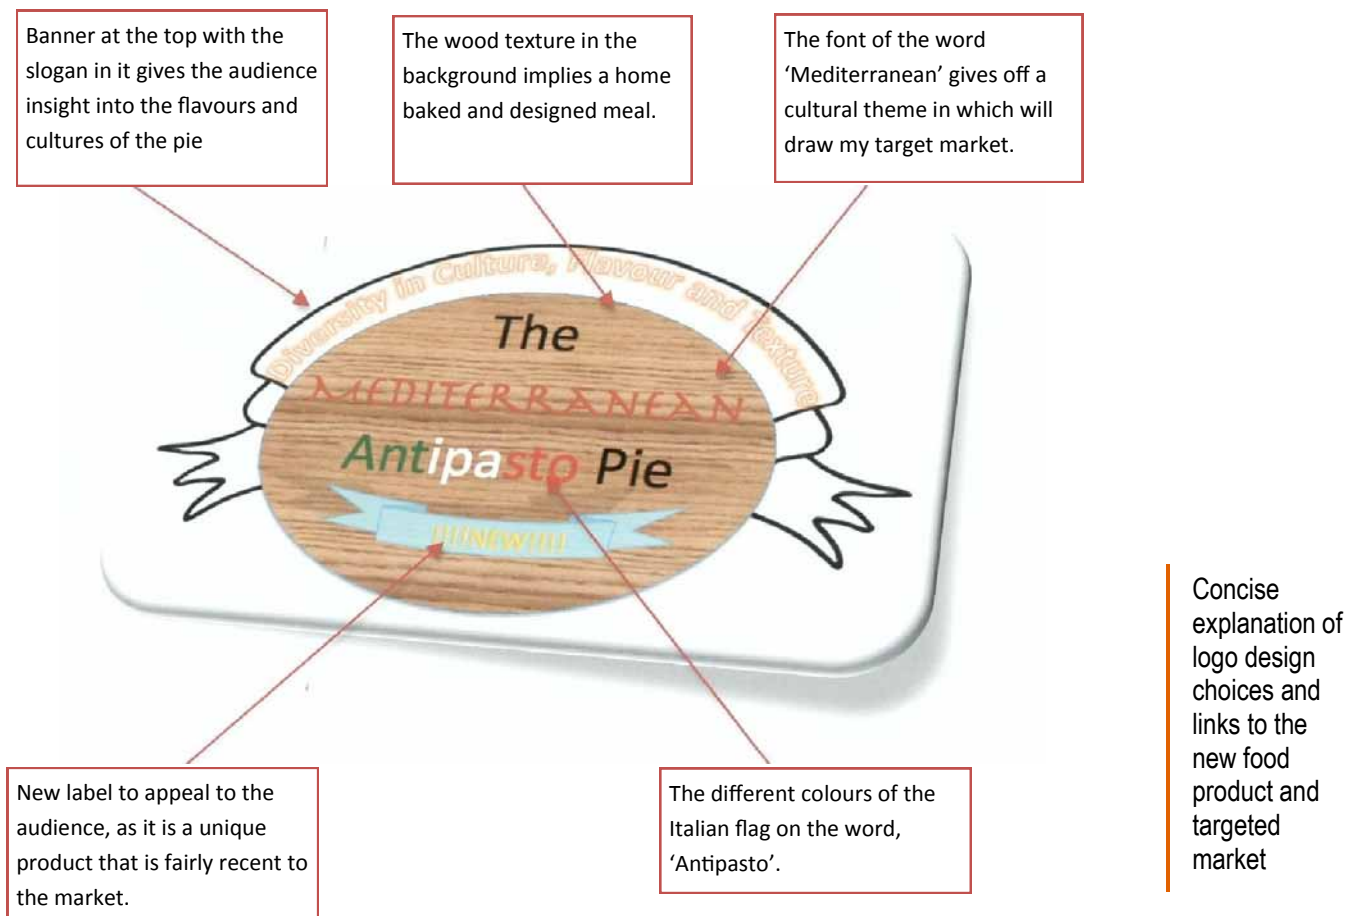 Banner at the top with the
slogan in it gives the audience
insight into the flavours and
cultures of the pie
The wood texture in the
background implies a home
baked and designed meal.
The font of the word
‘Mediterranean’ gives off a
cultural theme in which will
draw my target market.
Diversity in Culture, Flavour and Texture
The
MEDITERRANEAN
Antipasto Pie
!!!!NEW!!!!
New label to appeal to the
audience, as it is a unique
product that is fairly recent to
the market.
The different colours of the
Italian flag on the word,
‘Antipasto’.
Concise
explanation of
logo design
choices and
links to the
new food
product and
targeted
market